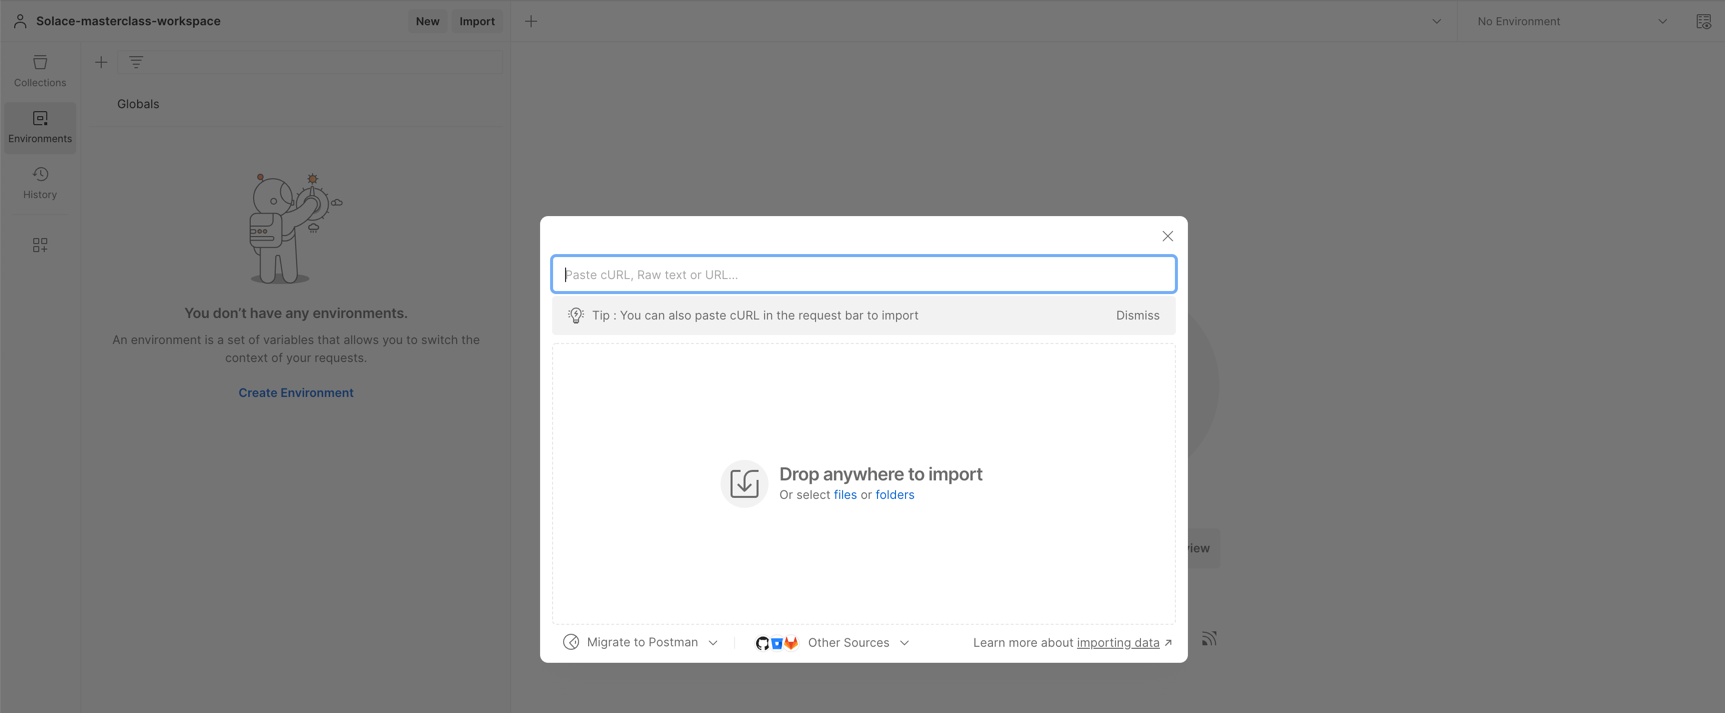 Solace-masterclass-workspace
New
Import
No Environment
Collections
Environments
History
Globals
You don't have any environments.
An environment is a set of variables that allows you to switch the
context of your requests.
Create Environment
Paste cURL, Raw text or URL...
Tip : You can also paste cURL in the request bar to import
Dismiss
Drop anywhere to import
Or select files or folders
Migrate to Postman
Other Sources
Learn more about importing data ↗